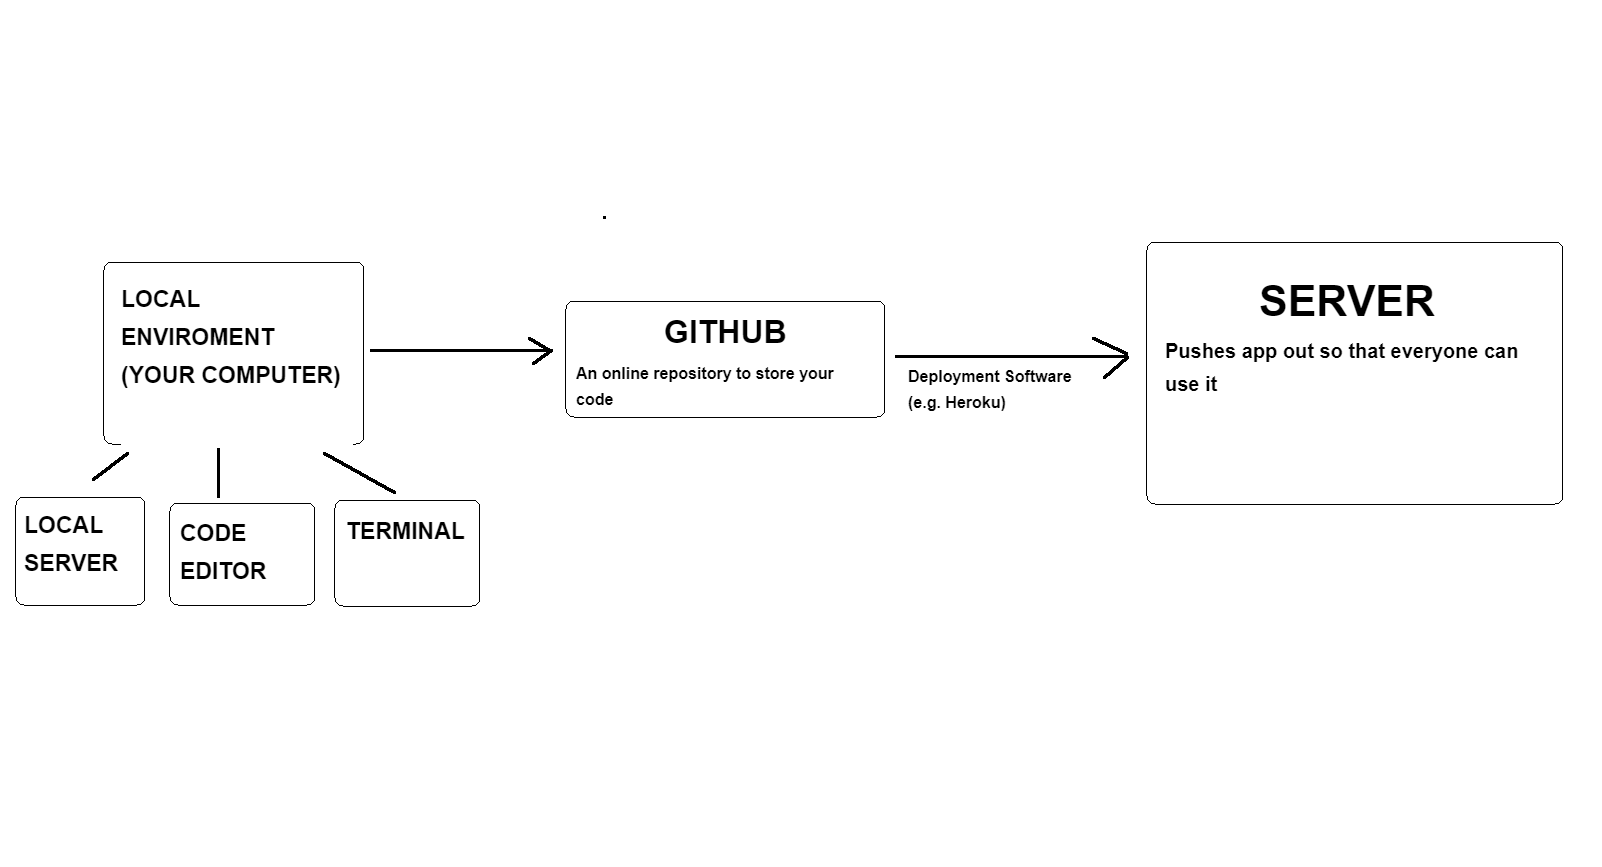 LOCAL
ENVIROMENT
(YOUR COMPUTER)
LOCAL
SERVER
CODE
EDITOR
TERMINAL
GITHUB
An online repository to store your
code
Deployment Software
(e.g. Heroku)
SERVER
Pushes app out so that everyone can
use it